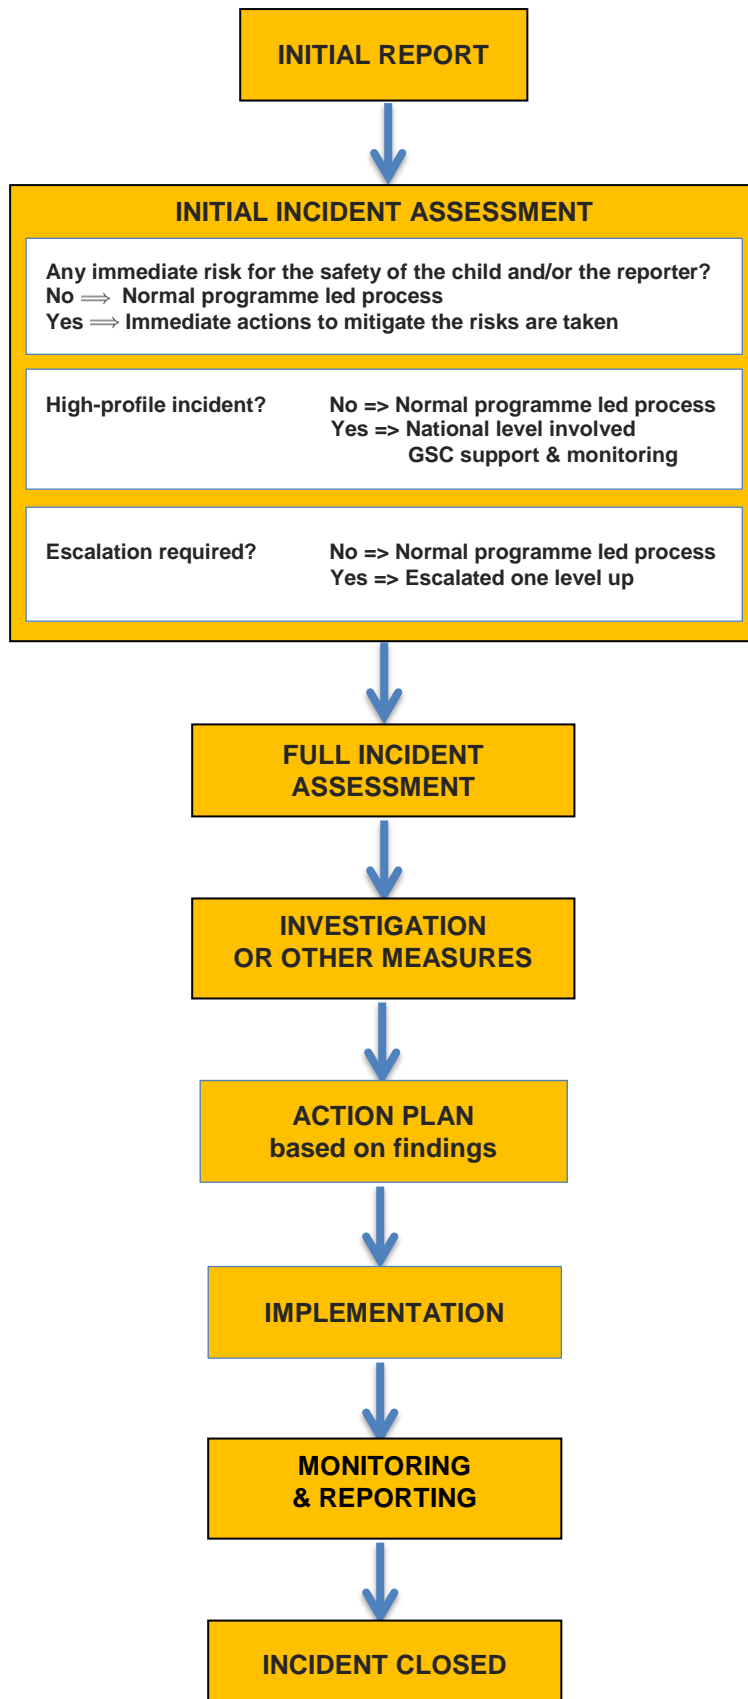 INITIAL REPORT
INITIAL INCIDENT ASSESSMENT
Any immediate risk for the safety of the child and/or the reporter?
No ⟹ Normal programme led process
Yes ⟹ Immediate actions to mitigate the risks are taken
High-profile incident? No => Normal programme led process
Yes => National level involved
GSC support & monitoring
Escalation required? No => Normal programme led process
Yes => Escalated one level up
FULL INCIDENT
ASSESSMENT
INVESTIGATION
OR OTHER MEASURES
ACTION PLAN
based on findings
IMPLEMENTATION
MONITORING
& REPORTING
INCIDENT CLOSED